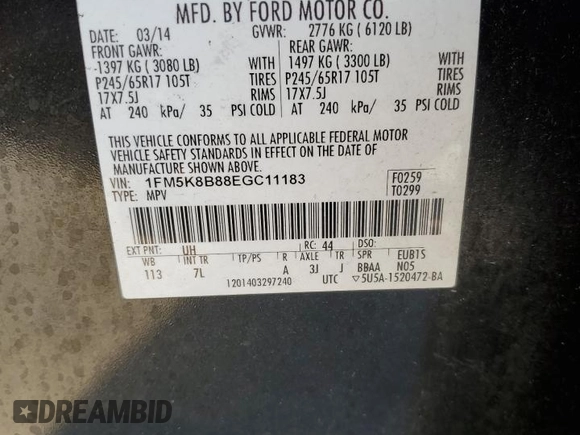 MFD. BY FORD MOTOR CO.
DATE: 03/14 GVWR: 2776 KG ( 6120 LB)
FRONT GAWR: REAR GAWR:
-1397 KG ( 3080 LB) WITH 1497 KG ( 3300 LB) WITH
P245/65R17 105T TIRES P245/65R17 105T TIRES
17X7.5J RIMS 17X7.5J RIMS
AT 240 kPa/ 35 PSI COLD AT 240 kPa/ 35 PSI COLD
THIS VEHICLE CONFORMS TO ALL APPLICABLE FEDERAL MOTOR
VEHICLE SAFETY STANDARDS IN EFFECT ON THE DATE OF
MANUFACTURE SHOWN ABOVE.
VIN: 1FM5K8B88EGC11183 F0259
TYPE: MPV T0299
EXT PNT: UH RC: 44 DSO:
WB INT TR TP/PS R AXLE TR SPR EUB1S
113 7L A 3J J BBAA N05
1201403297240 UTC ▽5U5A-1520472-BA
DREAMBID